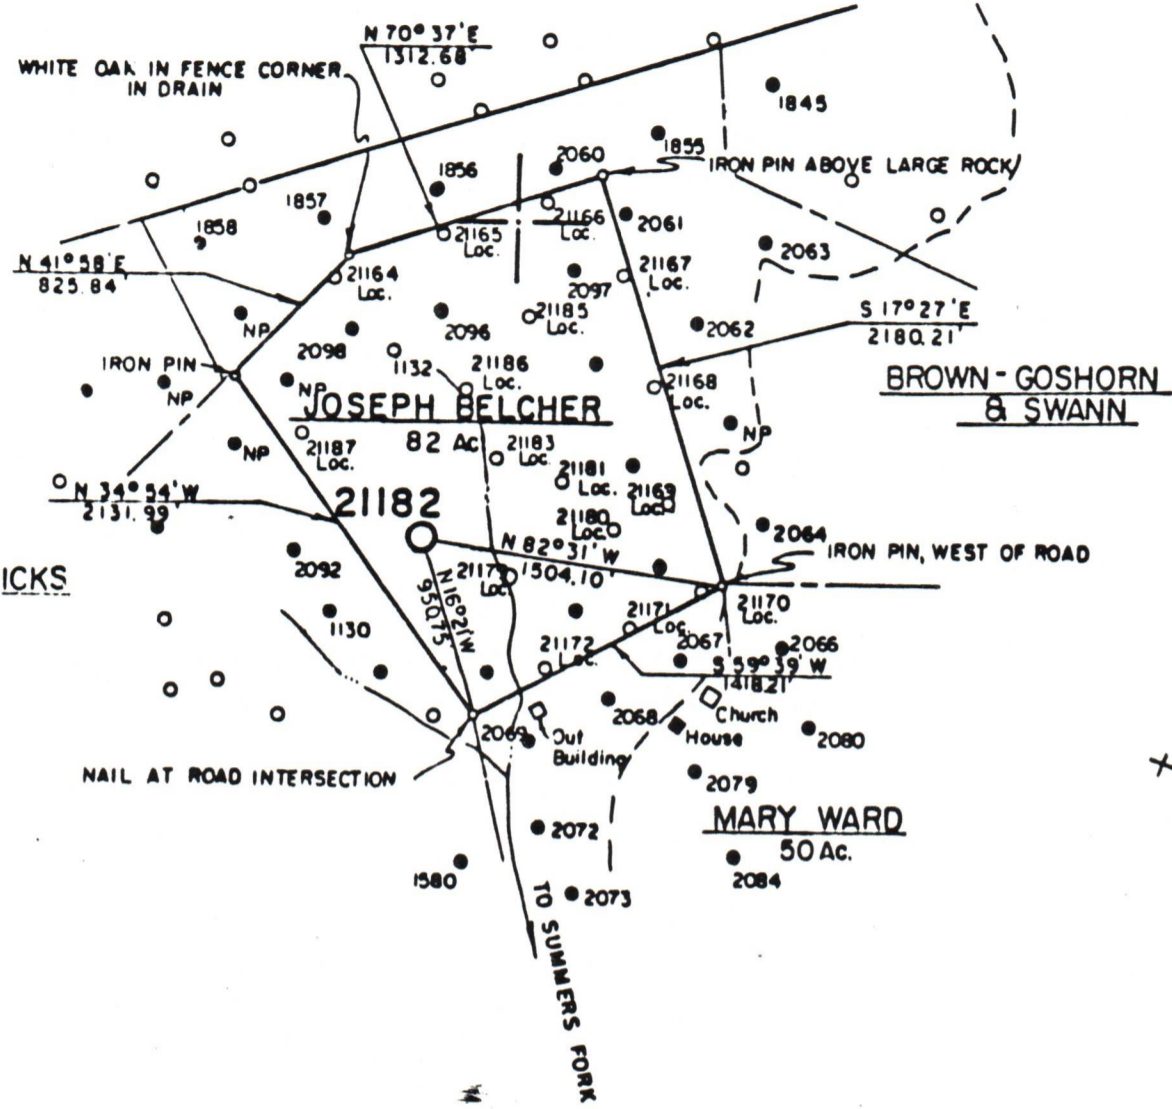 N 70° 37' E
1312.68'
WHITE OAK IN FENCE CORNER
IN DRAIN
1845
1855
2060
IRON PIN ABOVE LARGE ROCK
1856
1857
1858
21166
Loc.
21165
Loc.
2061
2063
N 41° 58' E
825.84'
21164
Loc.
2097
21167
Loc.
21185
Loc.
S 17° 27' E
2180.21'
NP
2098
2096
2062
IRON PIN
1132
21186
Loc.
NP
NP
21168
Loc.
BROWN - GOSHORN
& SWANN
JOSEPH BELCHER
82 Ac
NP
21187
Loc.
21183
Loc
NP
21181
Loc.
21169
Loc
N 34° 54' W
2131.99'
21182
21180
Loc
2064
N 82° 31' W
1504.10'
IRON PIN, WEST OF ROAD
2092
Loc
N 16° 21' W
950.75'
ICKS
21171
Loc.
21170
Loc.
1130
21172
Loc.
2067
2066
S 59° 39' W
1418.21'
2068
Church
2069
Out
Building
House
2080
NAIL AT ROAD INTERSECTION
2079
MARY WARD
50 Ac.
2072
1580
2084
2073
TO SUMMERS FORK